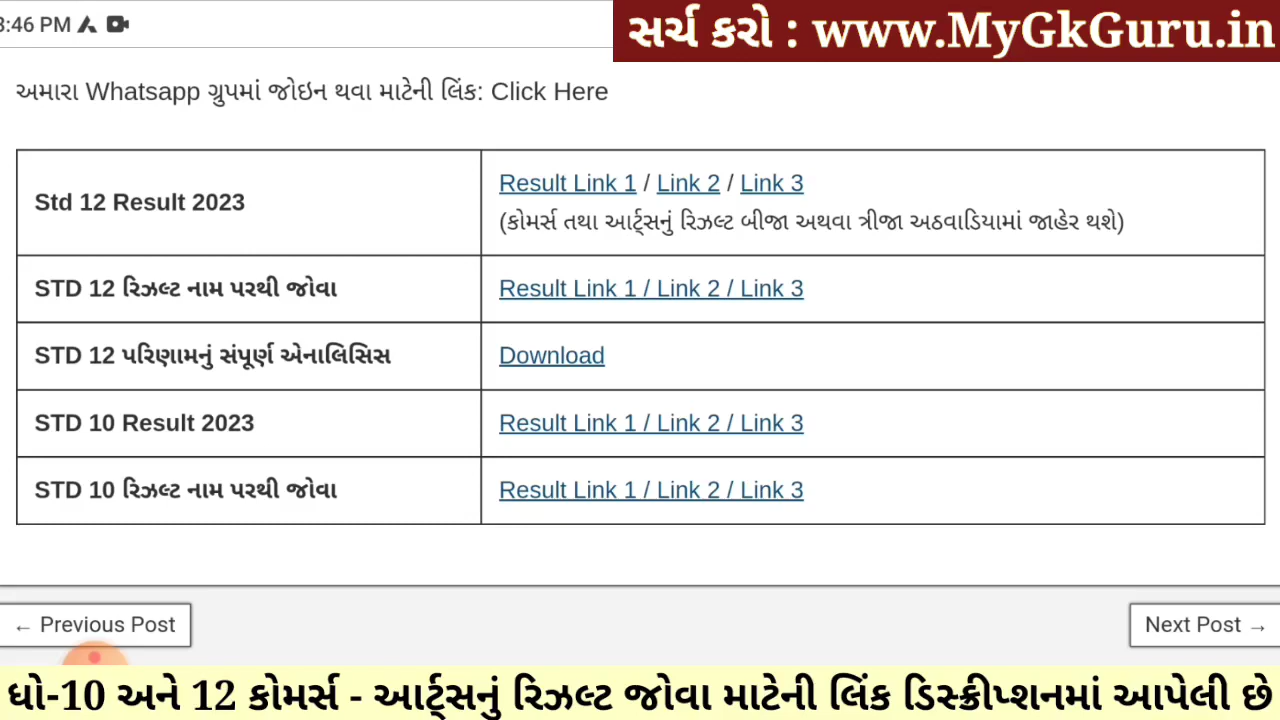 3:46 PM
સર્ચ કરો : www.MyGkGuru.in
અમારા Whatsapp ગ્રુપમાં જોઇન થવા માટેની લિંક: Click Here
Std 12 Result 2023
Result Link 1 / Link 2 / Link 3
(કોમર્સ તથા આર્ટ્સનું રિઝલ્ટ બીજા અથવા ત્રીજા અઠવાડિયામાં જાહેર થશે)
STD 12 રિઝલ્ટ નામ પરથી જોવા
Result Link 1 / Link 2 / Link 3
STD 12 પરિણામનું સંપૂર્ણ એનાલિસિસ
Download
STD 10 Result 2023
Result Link 1 / Link 2 / Link 3
STD 10 રિઝલ્ટ નામ પરથી જોવા
Result Link 1 / Link 2 / Link 3
← Previous Post
Next Post →
ધો-10 અને 12 કોમર્સ - આર્ટ્સનું રિઝલ્ટ જોવા માટેની લિંક ડિસ્ક્રીપ્શનમાં આપેલી છે